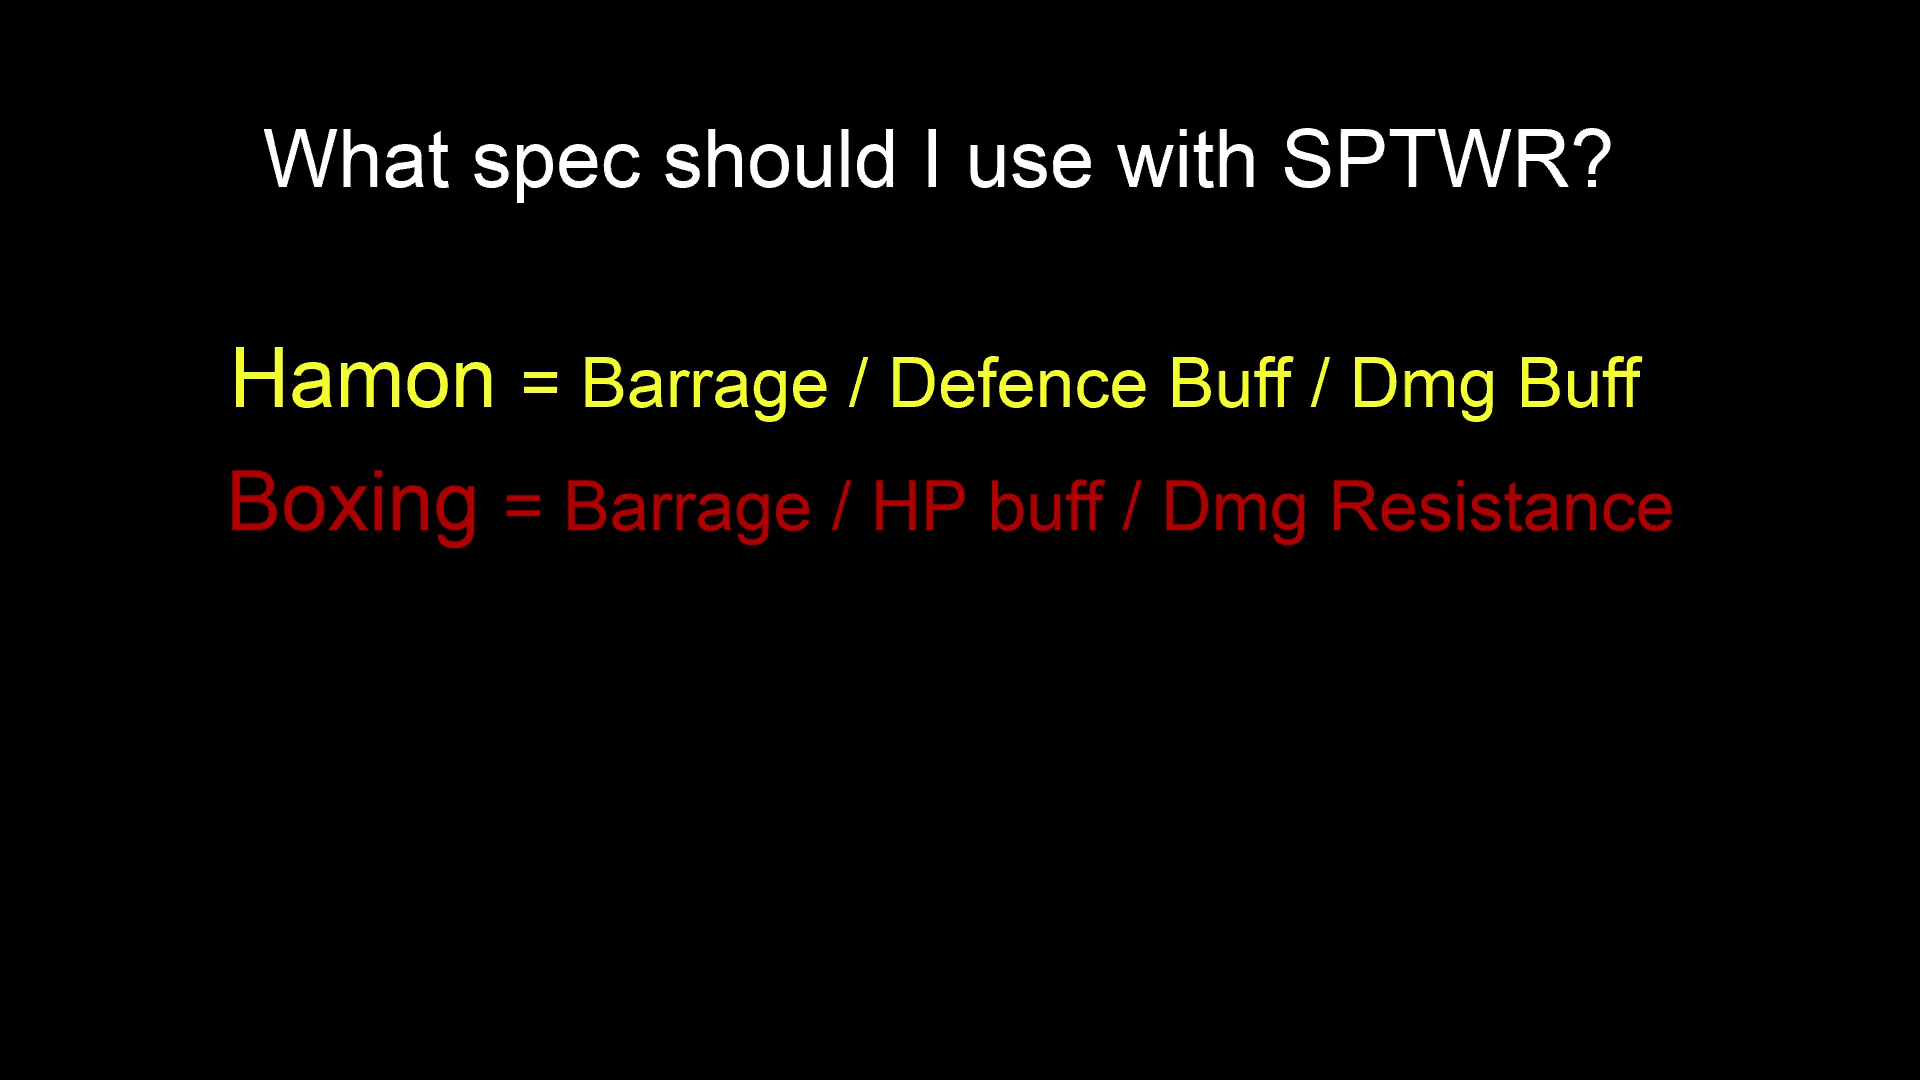 What spec should I use with SPTWR?
Hamon = Barrage / Defence Buff / Dmg Buff
Boxing = Barrage / HP buff / Dmg Resistance